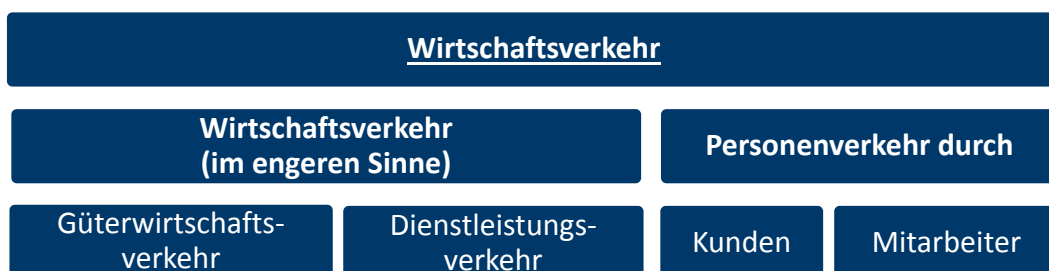 Wirtschaftsverkehr
Wirtschaftsverkehr
(im engeren Sinne)
Personenverkehr durch
Güterwirtschafts-
verkehr
Dienstleistungs-
verkehr
Kunden
Mitarbeiter